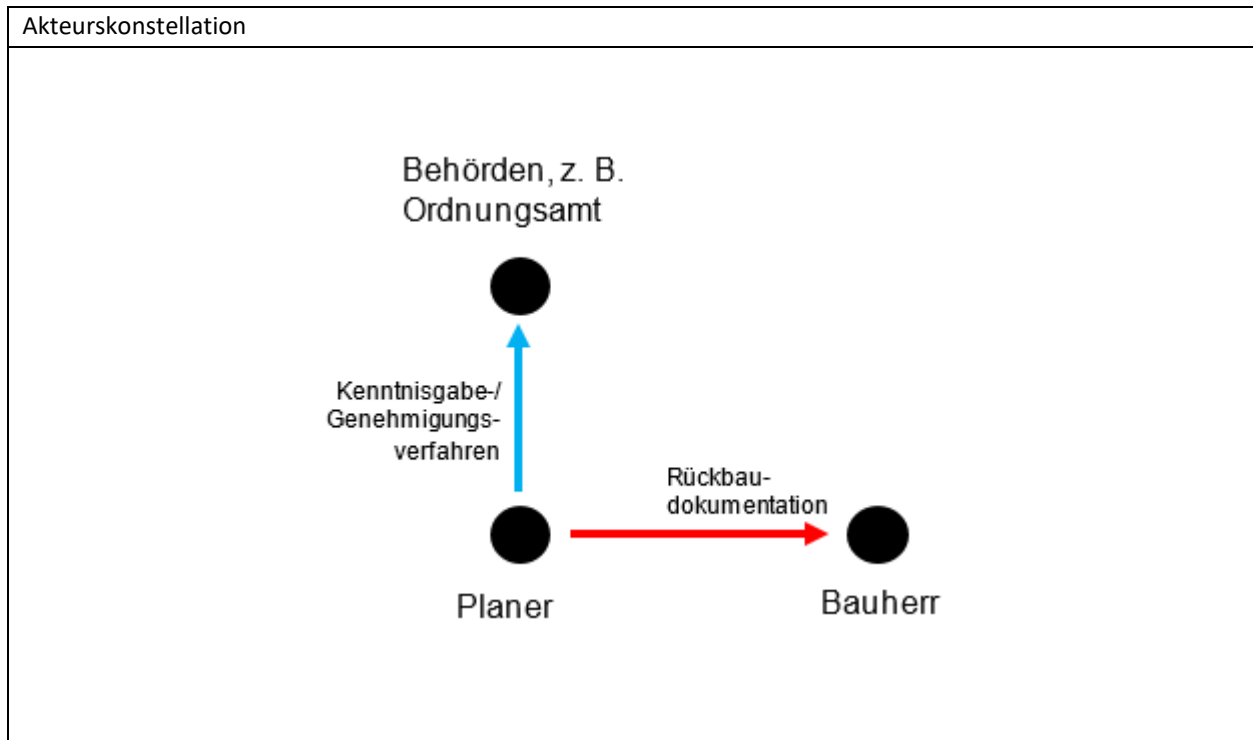 Akteurskonstellation
Behörden, z. B.
Ordnungsamt
Kenntnisgabe-/
Genehmigungs-
verfahren
Rückbau-
dokumentation
Planer
Bauherr